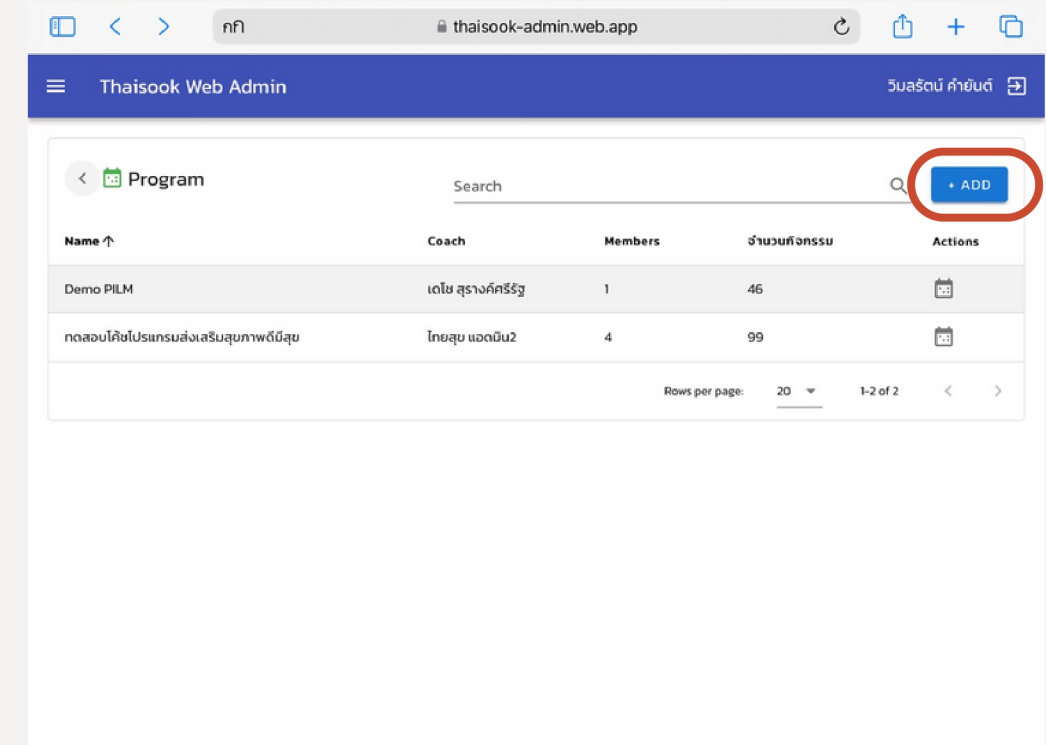 กก thaisook-admin.web.app
Thaisook Web Admin วิมลรัตน์ คำยันต์
Program Search + ADD
Name Coach Members จำนวนกิจกรรม Actions
Demo PILM เดโช สุรางค์ศรีรัฐ 1 46
ทดสอบโค้ชโปรแกรมส่งเสริมสุขภาพดีมีสุข ไทยสุข แอดมิน2 4 99
Rows per page: 20 1-2 of 2